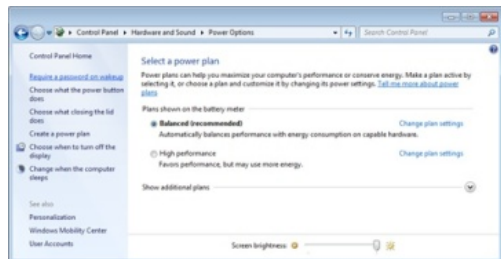 Control Panel ▸ Hardware and Sound ▸ Power Options
Search Control Panel
Control Panel Home
Require a password on wakeup
Choose what the power button
does
Choose what closing the lid
does
Create a power plan
Choose when to turn off the
display
Change when the computer
sleeps
See also
Personalization
Windows Mobility Center
User Accounts
Select a power plan
Power plans can help you maximize your computer's performance or conserve energy. Make a plan active by
selecting it, or choose a plan and customize it by changing its power settings. Tell me more about power
plans
Plans shown on the battery meter
Balanced (recommended) Change plan settings
Automatically balances performance with energy consumption on capable hardware.
High performance Change plan settings
Favors performance, but may use more energy.
Show additional plans
Screen brightness: